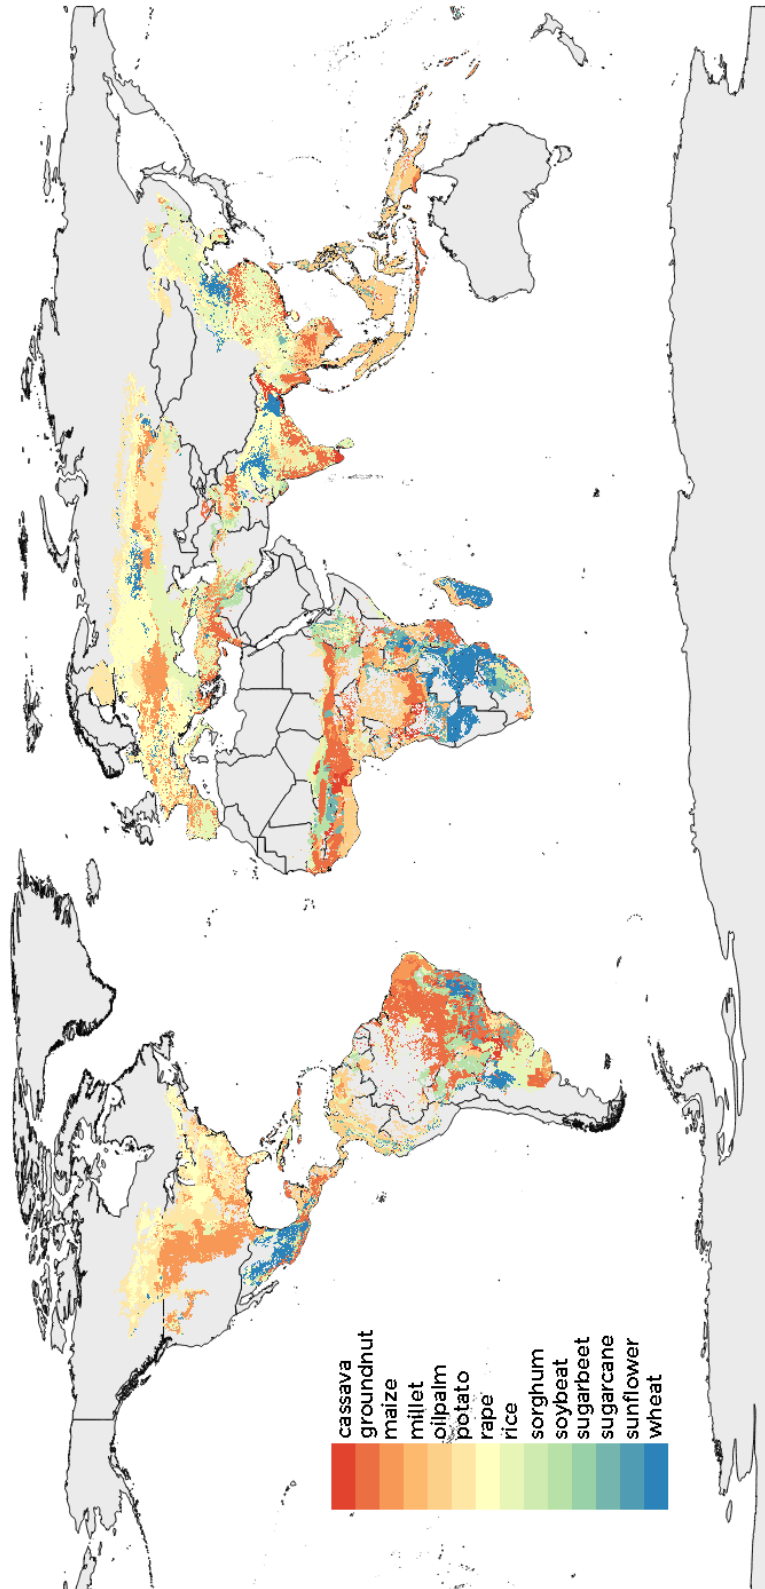 cassava
groundnut
maize
millet
oilpalm
potato
rape
rice
sorghum
soybeat
sugarbeet
sugarcane
sunflower
wheat